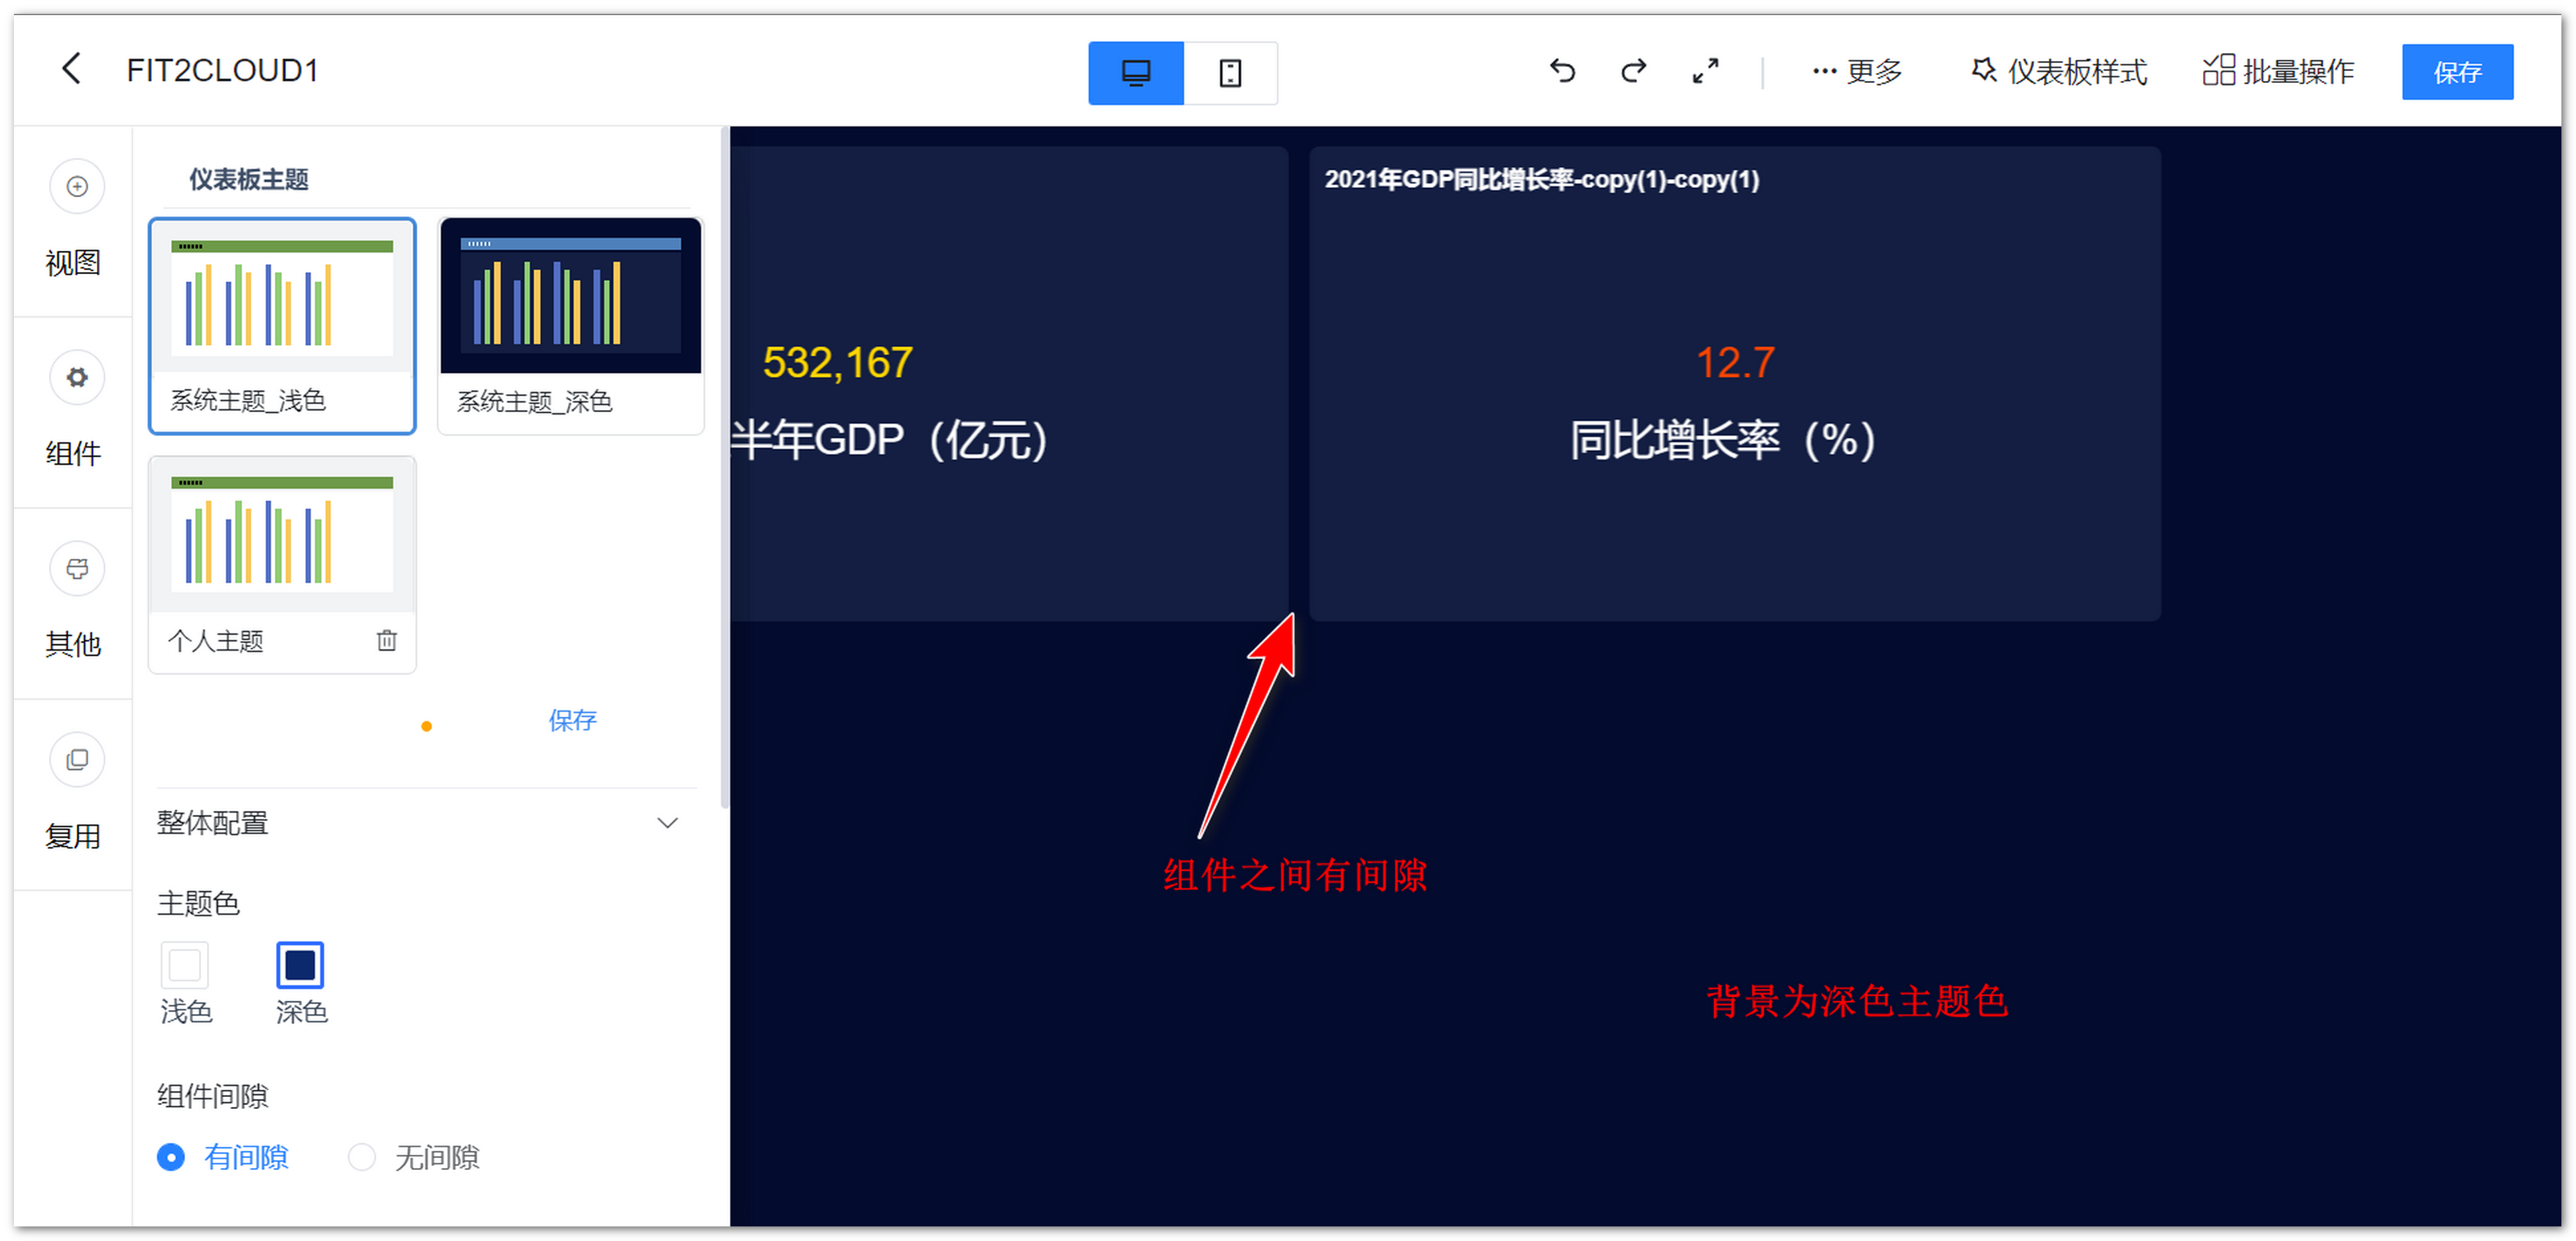 FIT2CLOUD1
更多
仪表板样式
批量操作
保存
视图
组件
其他
复用
仪表板主题
系统主题_浅色
系统主题_深色
个人主题
保存
整体配置
主题色
浅色
深色
组件间隙
有间隙
无间隙
532,167
半年GDP（亿元）
2021年GDP同比增长率-copy(1)-copy(1)
12.7
同比增长率（%）
组件之间有间隙
背景为深色主题色